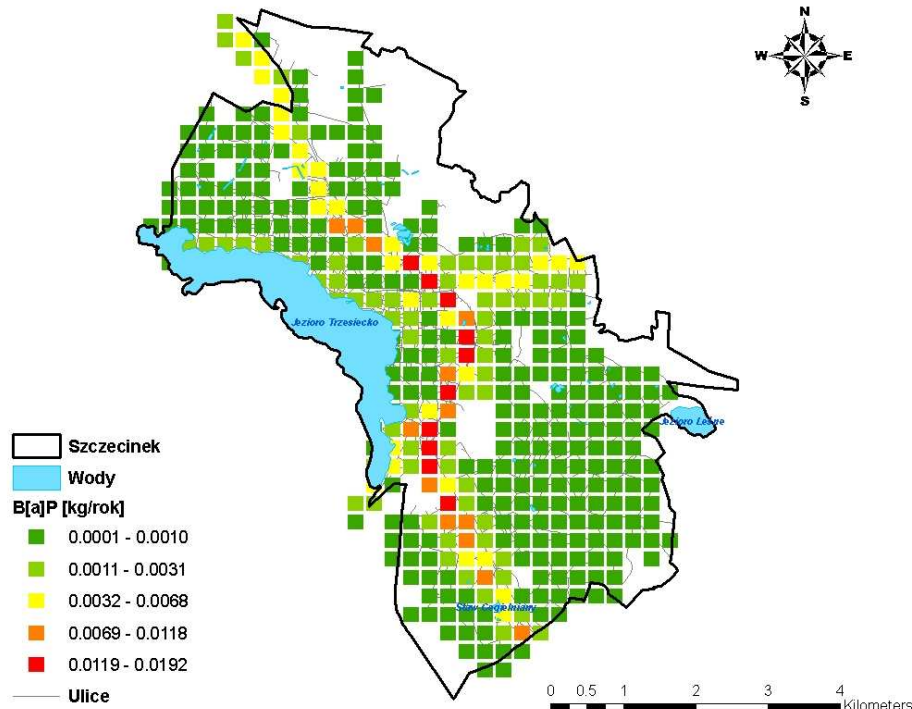 N
W E
S
Jezioro Trzesiecko
Jezioro Leśne
Staw Cegielniany
Szczecinek
Wody
B[a]P [kg/rok]
0.0001 - 0.0010
0.0011 - 0.0031
0.0032 - 0.0068
0.0069 - 0.0118
0.0119 - 0.0192
Ulice
0 0.5 1 2 3 4
Kilometers